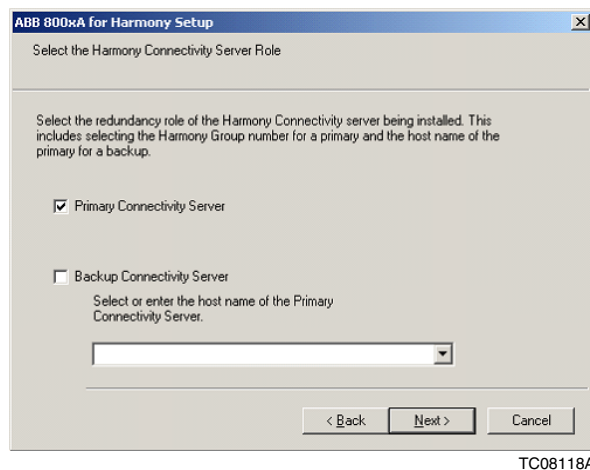 ABB 800xA for Harmony Setup
Select the Harmony Connectivity Server Role
Select the redundancy role of the Harmony Connectivity server being installed. This
includes selecting the Harmony Group number for a primary and the host name of the
primary for a backup.
Primary Connectivity Server
Backup Connectivity Server
Select or enter the host name of the Primary
Connectivity Server.
< Back Next > Cancel
TC08118A